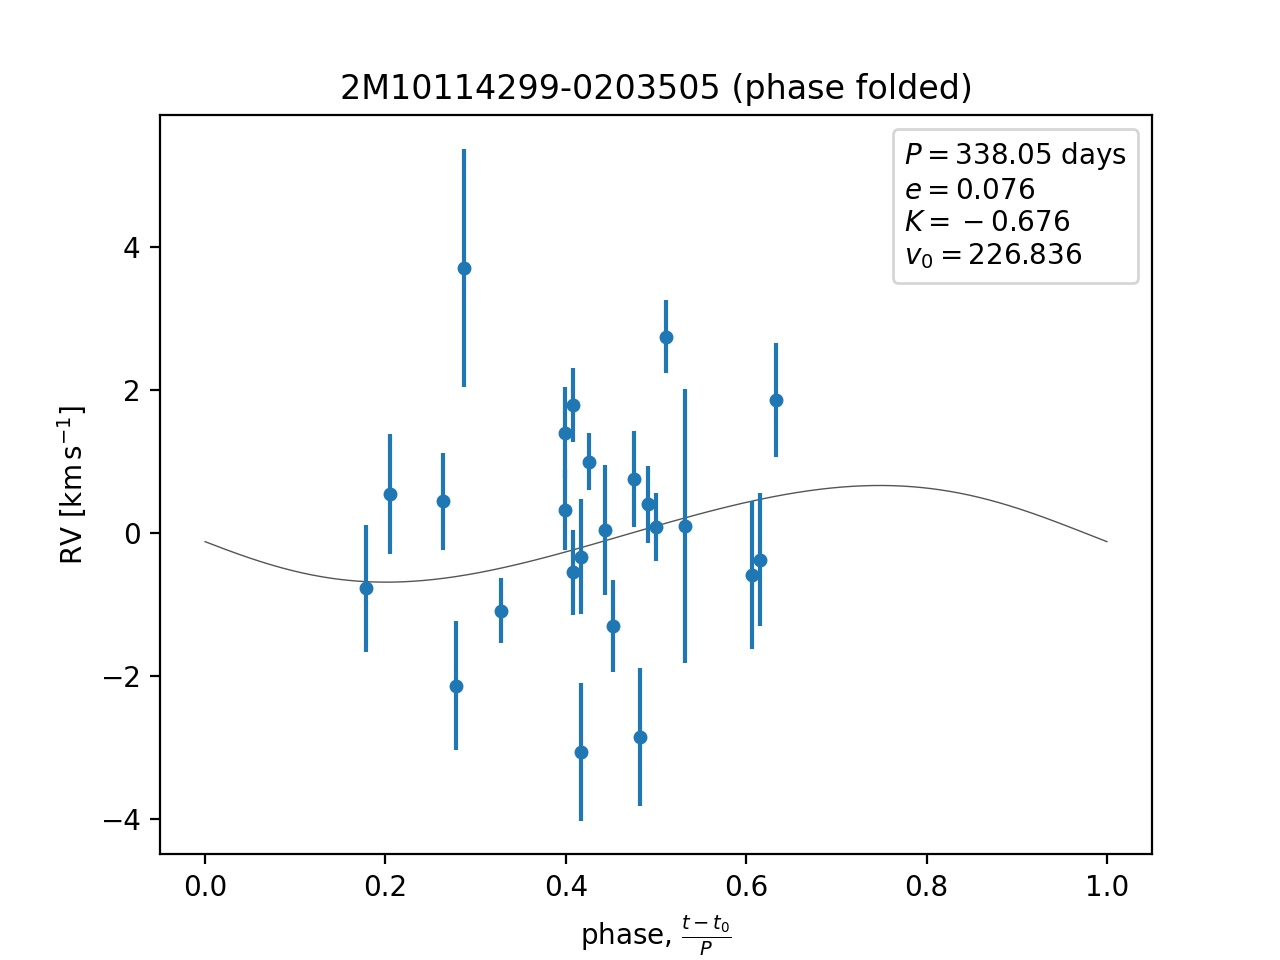 2M10114299-0203505 (phase folded)
P = 338.05 days
e = 0.076
K = −0.676
v₀ = 226.836
RV [km s⁻¹]
4
2
0
−2
−4
0.0 0.2 0.4 0.6 0.8 1.0
phase, (t − t₀)/P